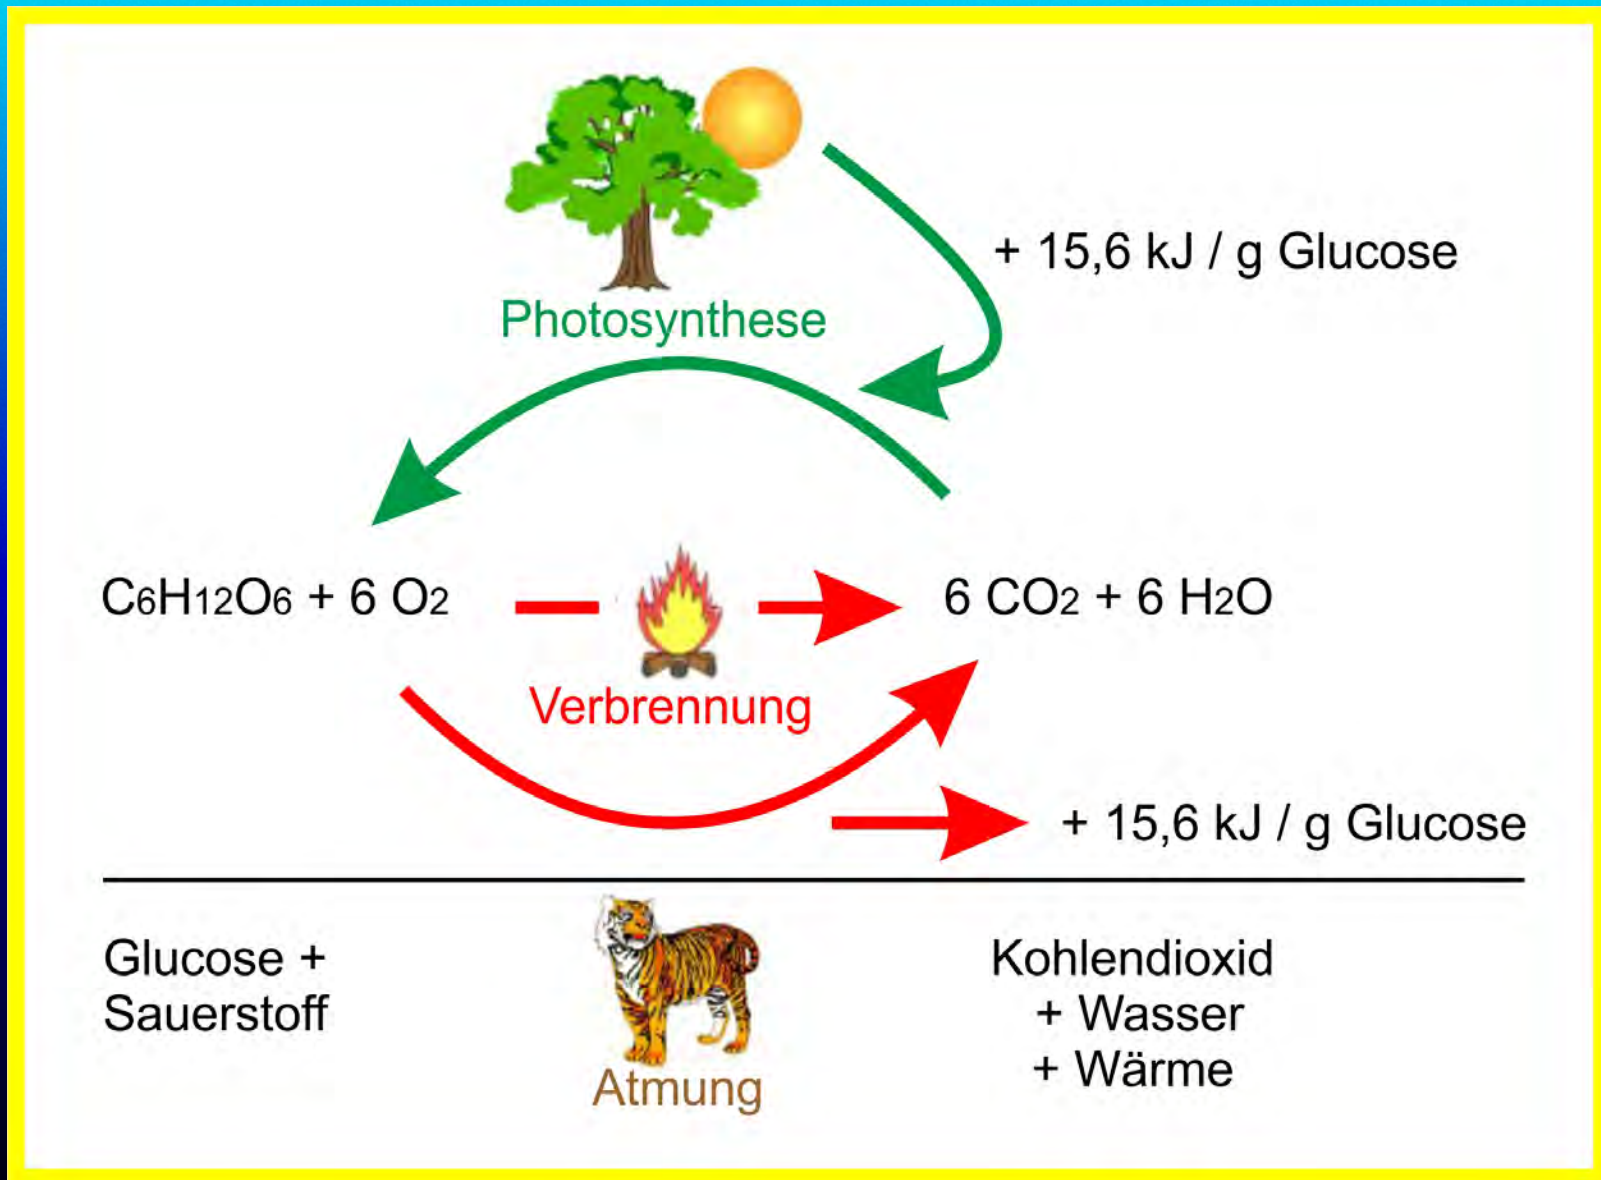 + 15,6 kJ / g Glucose
Photosynthese
C6H12O6 + 6 O2
6 CO2 + 6 H2O
Verbrennung
+ 15,6 kJ / g Glucose
Glucose +
Sauerstoff
Atmung
Kohlendioxid
+ Wasser
+ Wärme